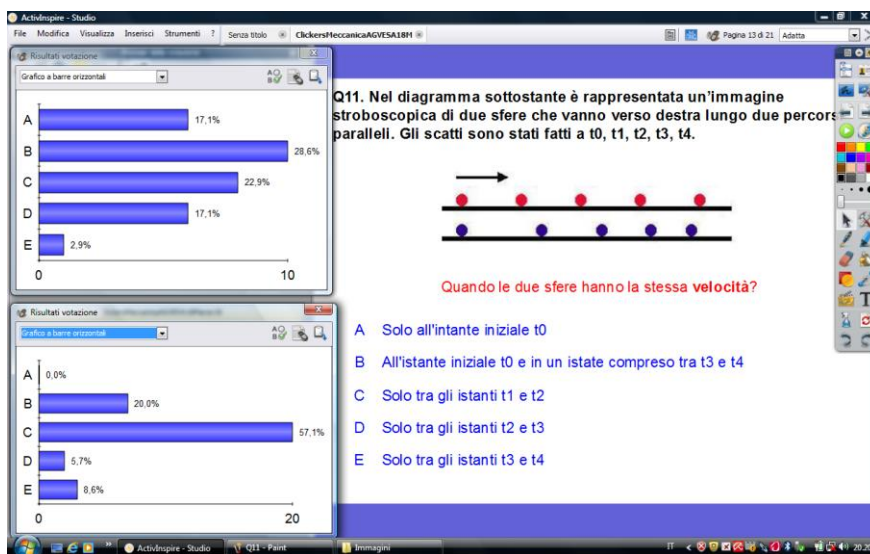 ActivInspire - Studio
File Modifica Visualizza Inserisci Strumenti ? Senza titolo ClickersMeccanicaAGVESA18M Pagina 13 di 21 Adatta
Risultati votazione
Grafico a barre orizzontali
A 17,1%
B 28,6%
C 22,9%
D 17,1%
E 2,9%
0 10
Risultati votazione
Grafico a barre orizzontali
A 0,0%
B 20,0%
C 57,1%
D 5,7%
E 8,6%
0 20
Q11. Nel diagramma sottostante è rappresentata un'immagine
stroboscopica di due sfere che vanno verso destra lungo due percors
paralleli. Gli scatti sono stati fatti a t0, t1, t2, t3, t4.
Quando le due sfere hanno la stessa velocità?
A Solo all'intante iniziale t0
B All'istante iniziale t0 e in un istate compreso tra t3 e t4
C Solo tra gli istanti t1 e t2
D Solo tra gli istanti t2 e t3
E Solo tra gli istanti t3 e t4
ActivInspire - Studio Q11 - Paint Immagini IT 20.20